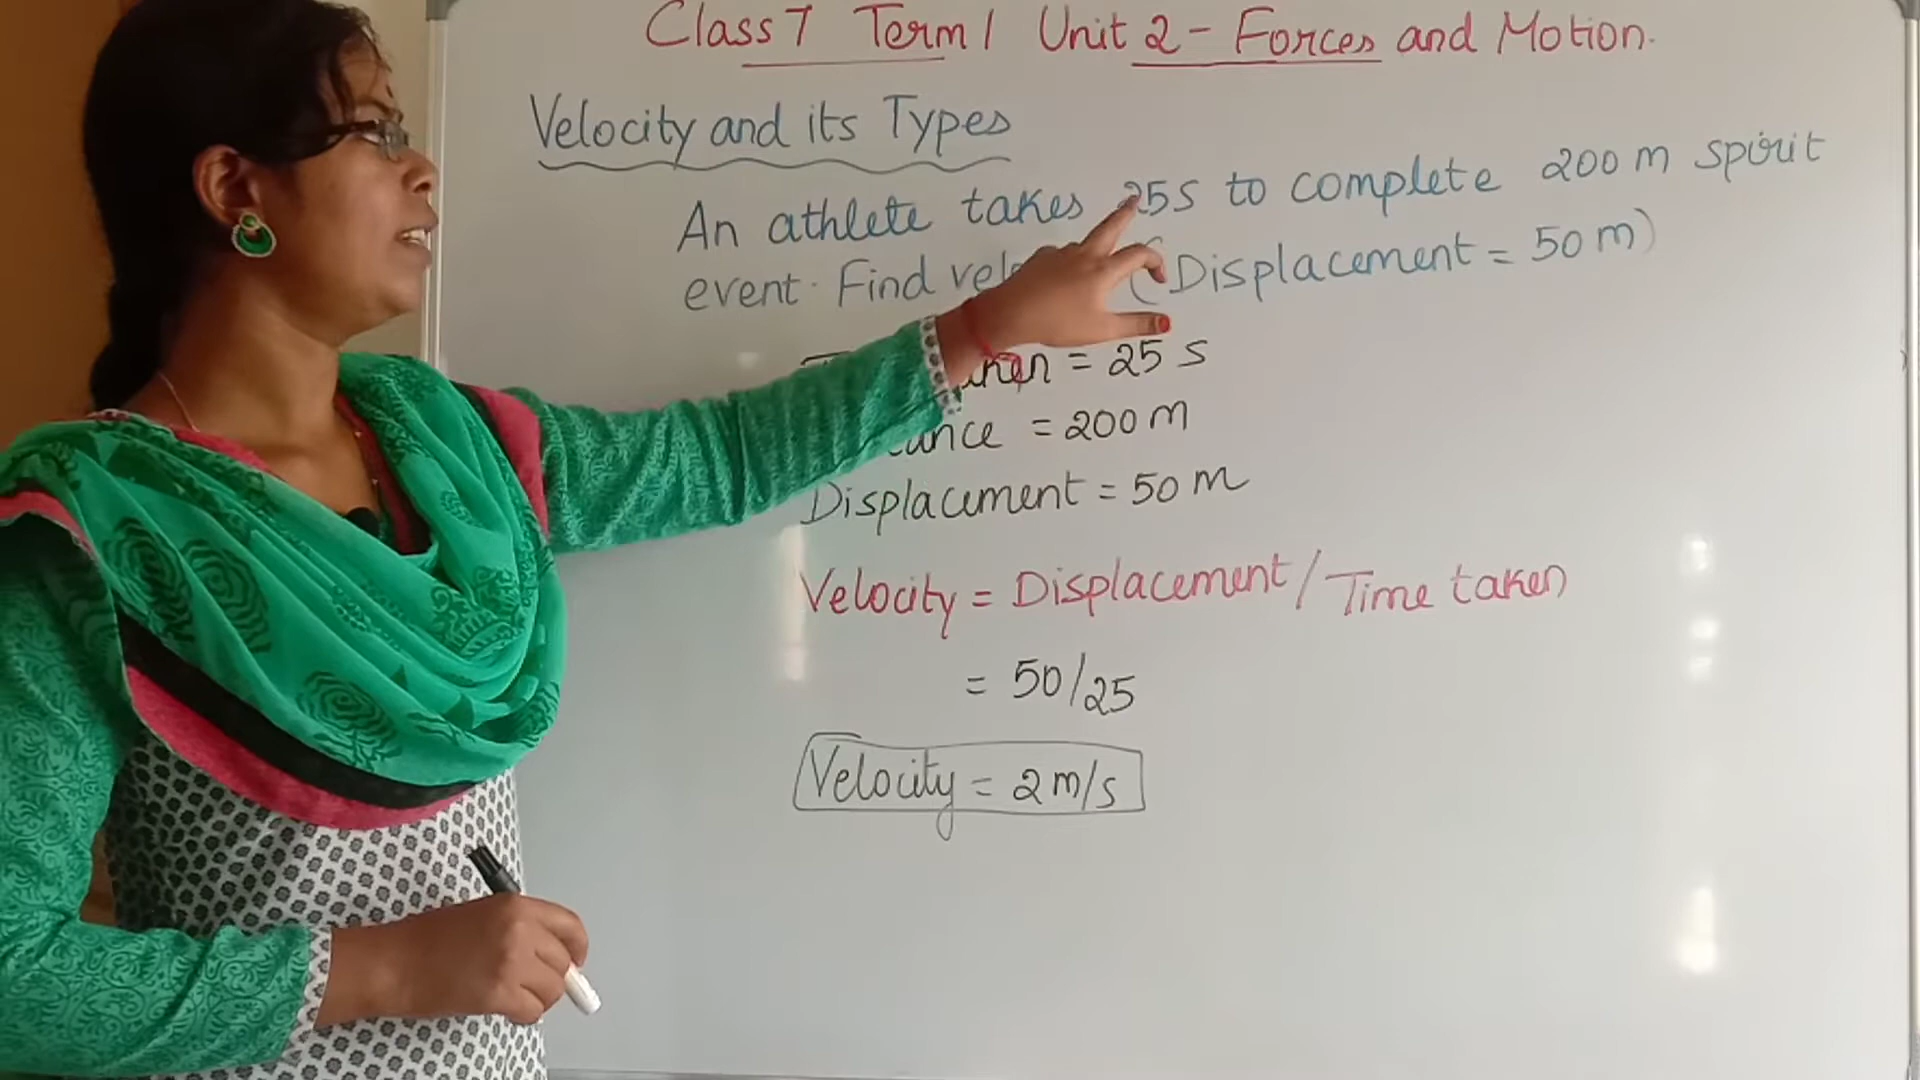 Class 7 Term 1 Unit 2 - Forces and Motion.
Velocity and its Types
An athlete takes 25s to complete 200 m spirit
event. Find (Displacement = 50 m)
= 25 s
= 200 m
Displacement = 50 m
Velocity = Displacement / Time taken
= 50/25
Velocity = 2 m/s